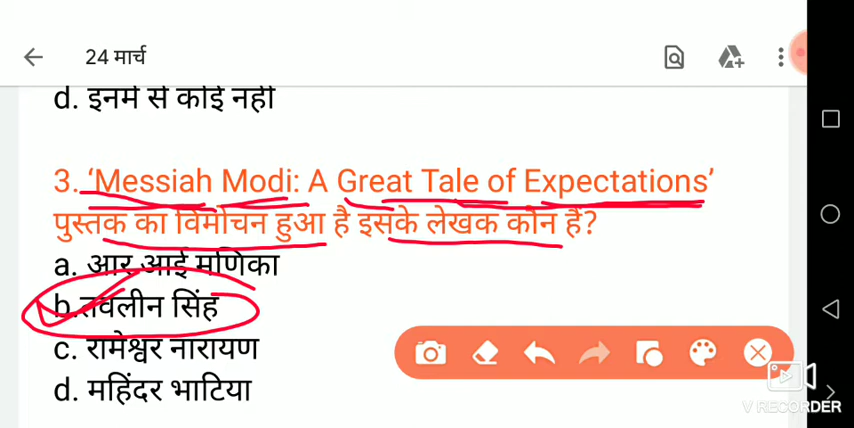 24 मार्च
d. इनमे से कोई नही
3. ‘Messiah Modi: A Great Tale of Expectations’
पुस्तक का विमोचन हुआ है इसके लेखक कोन हैं?
a. आर आई मणिका
b.तवलीन सिंह
c. रामेश्वर नारायण
d. महिंदर भाटिया
V RECORDER